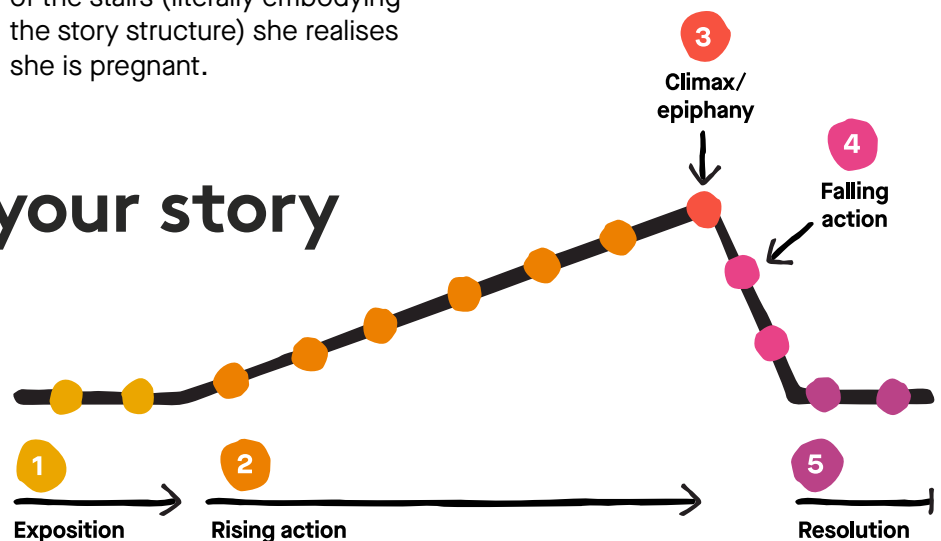 of the stairs (literally embodying
the story structure) she realises
she is pregnant.
your story
3
Climax/
epiphany
4
Falling
action
1
2
5
Exposition
Rising action
Resolution